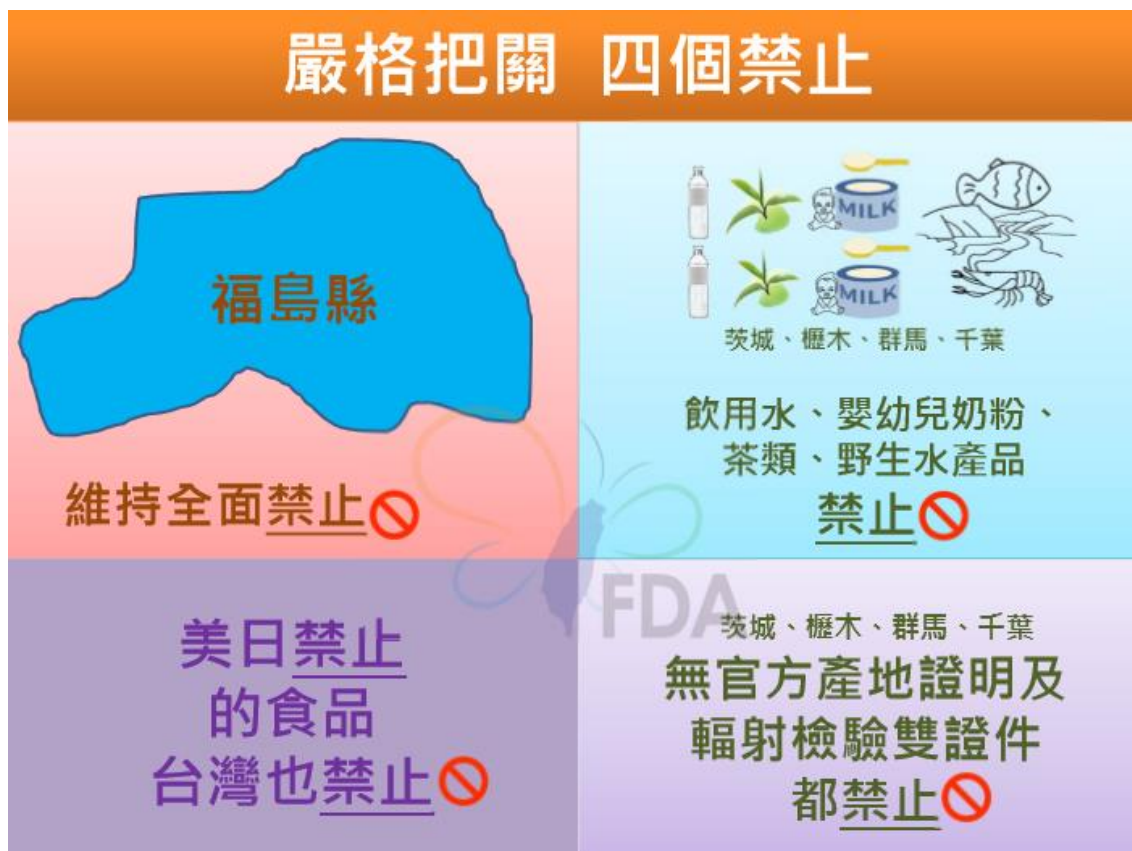 嚴格把關 四個禁止
福島縣
維持全面禁止
MILK
MILK
茨城、櫪木、群馬、千葉
飲用水、嬰幼兒奶粉、
茶類、野生水產品
禁止
美日禁止
的食品
台灣也禁止
FDA
茨城、櫪木、群馬、千葉
無官方產地證明及
輻射檢驗雙證件
都禁止